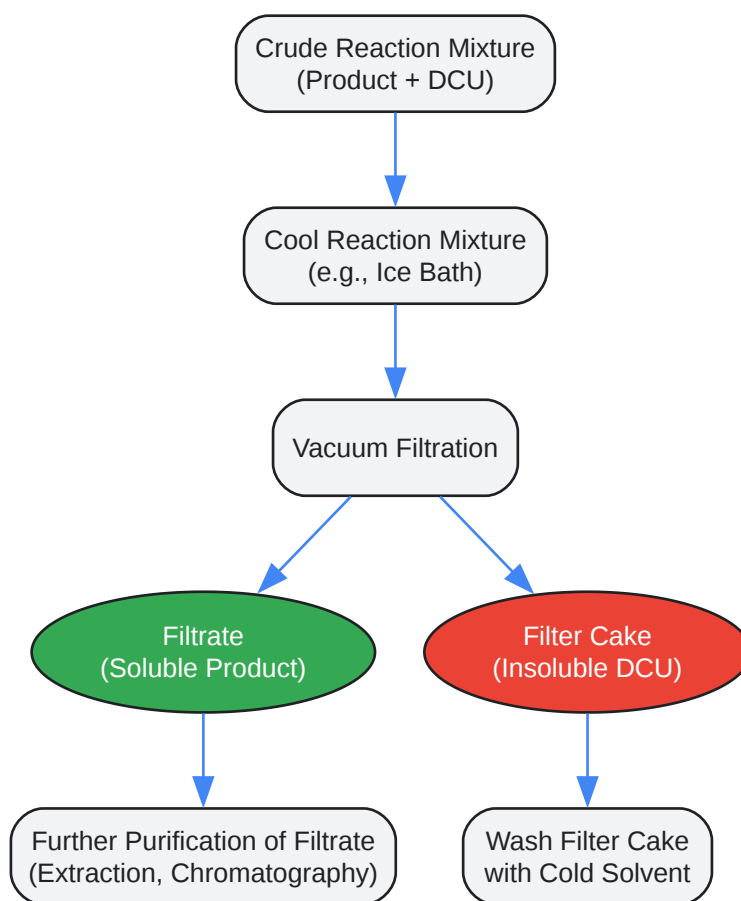 Crude Reaction Mixture
(Product + DCU)
Cool Reaction Mixture
(e.g., Ice Bath)
Vacuum Filtration
Filtrate
(Soluble Product)
Filter Cake
(Insoluble DCU)
Further Purification of Filtrate
(Extraction, Chromatography)
Wash Filter Cake
with Cold Solvent